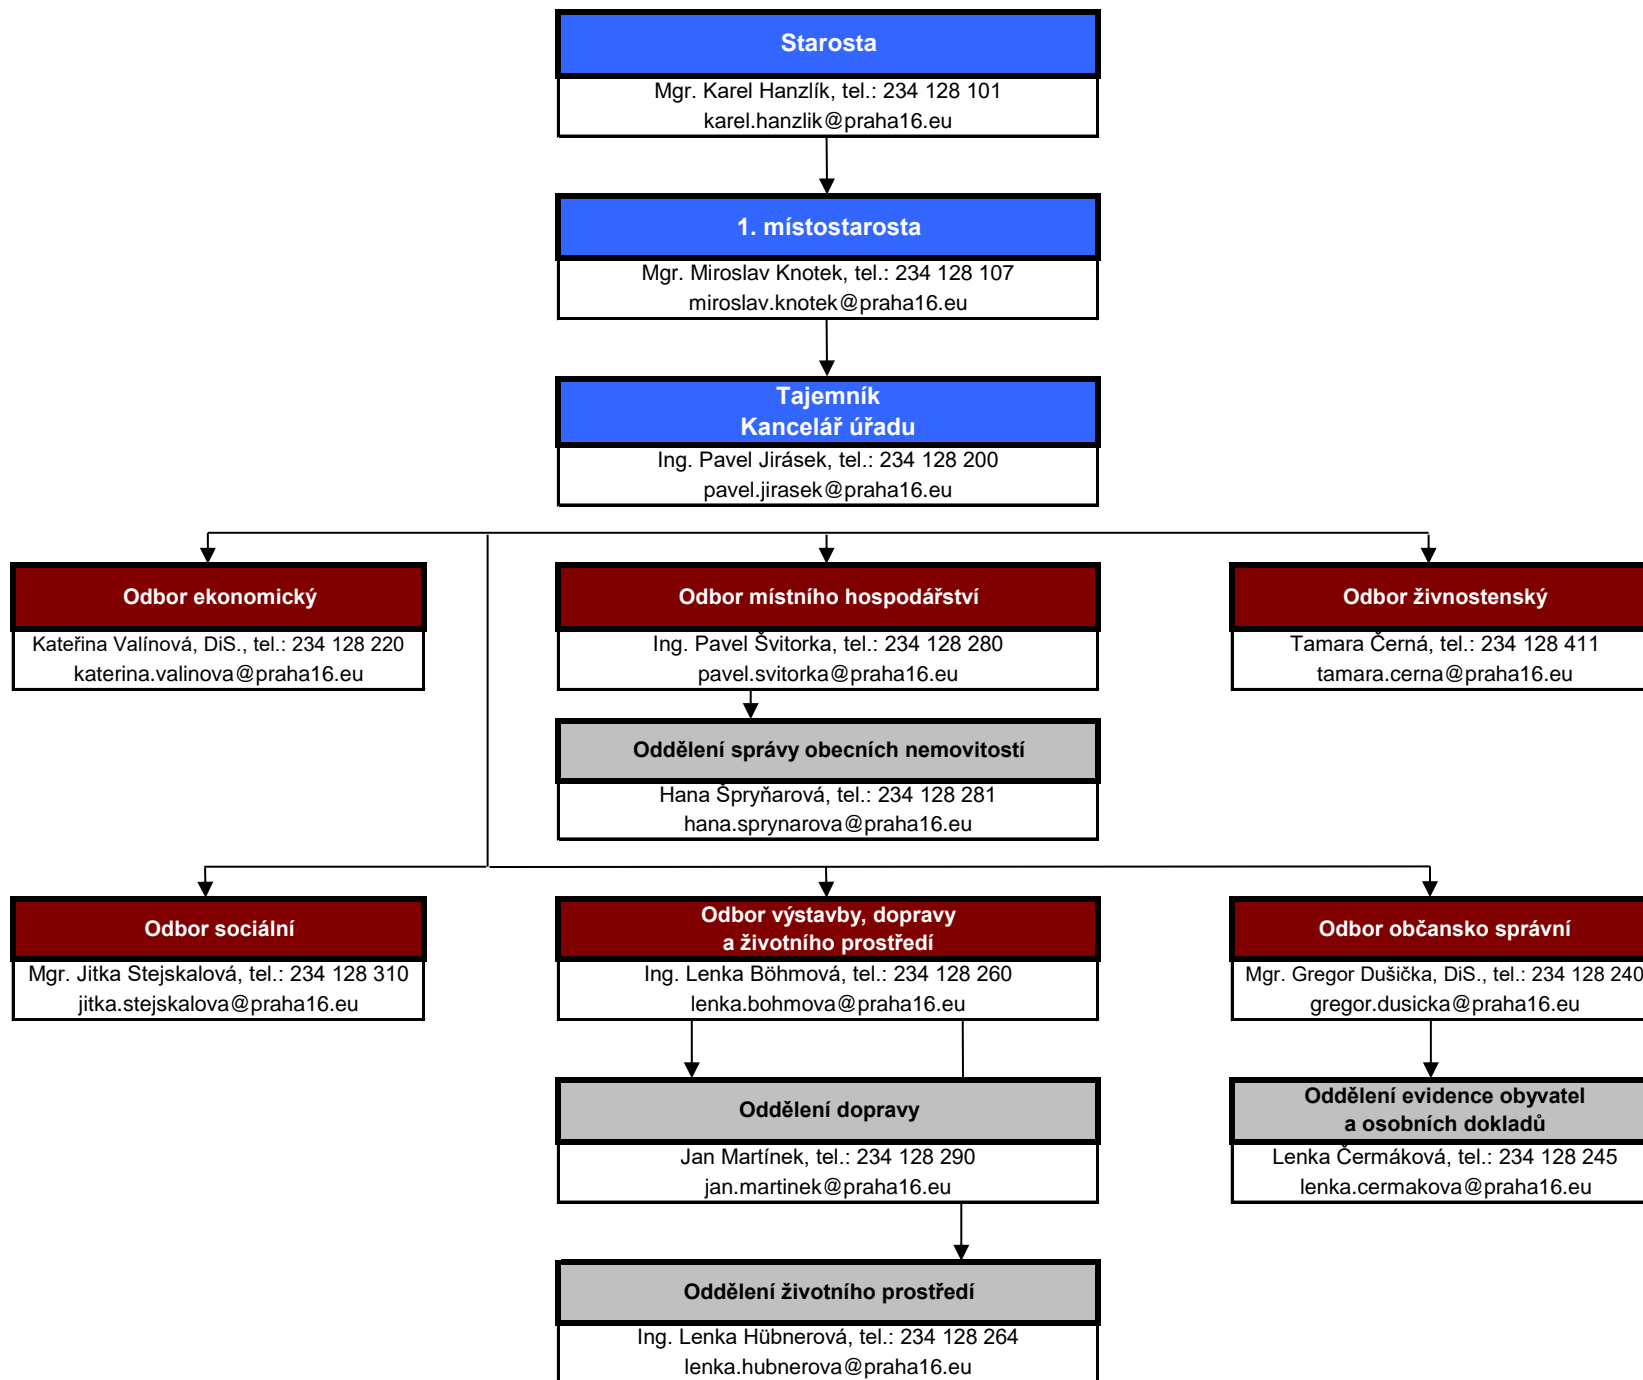 Starosta
Mgr. Karel Hanzlík, tel.: 234 128 101
karel.hanzlik@praha16.eu
1. místostarosta
Mgr. Miroslav Knotek, tel.: 234 128 107
miroslav.knotek@praha16.eu
Tajemník
Kancelář úřadu
Ing. Pavel Jirásek, tel.: 234 128 200
pavel.jirasek@praha16.eu
Odbor ekonomický
Kateřina Valínová, DiS., tel.: 234 128 220
katerina.valinova@praha16.eu
Odbor místního hospodářství
Ing. Pavel Švitorka, tel.: 234 128 280
pavel.svitorka@praha16.eu
Odbor živnostenský
Tamara Černá, tel.: 234 128 411
tamara.cerna@praha16.eu
Oddělení správy obecních nemovitostí
Hana Špryňarová, tel.: 234 128 281
hana.sprynarova@praha16.eu
Odbor sociální
Mgr. Jitka Stejskalová, tel.: 234 128 310
jitka.stejskalova@praha16.eu
Odbor výstavby, dopravy
a životního prostředí
Ing. Lenka Böhmová, tel.: 234 128 260
lenka.bohmova@praha16.eu
Odbor občansko správní
Mgr. Gregor Dušička, DiS., tel.: 234 128 240
gregor.dusicka@praha16.eu
Oddělení dopravy
Jan Martínek, tel.: 234 128 290
jan.martinek@praha16.eu
Oddělení evidence obyvatel
a osobních dokladů
Lenka Čermáková, tel.: 234 128 245
lenka.cermakova@praha16.eu
Oddělení životního prostředí
Ing. Lenka Hübnerová, tel.: 234 128 264
lenka.hubnerova@praha16.eu